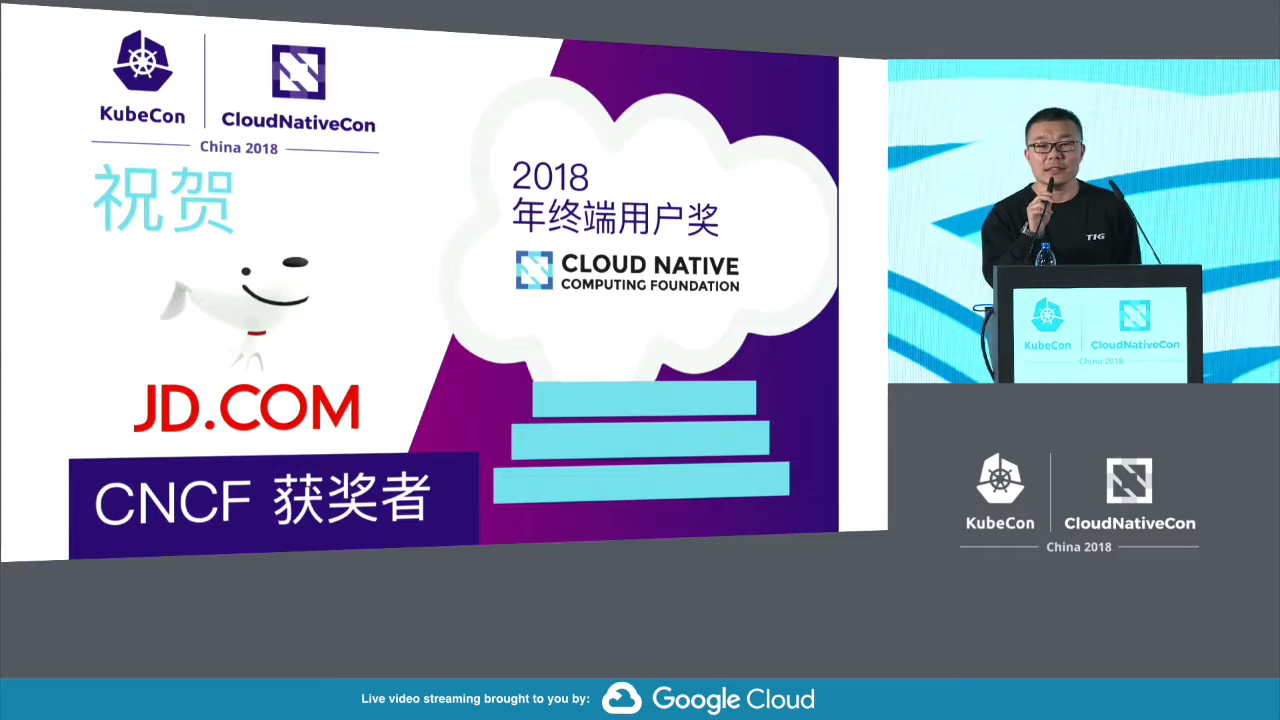 KubeCon
CloudNativeCon
China 2018
祝贺
JD.COM
CNCF 获奖者
2018
年终端用户奖
CLOUD NATIVE
COMPUTING FOUNDATION
TIG
KubeCon
CloudNativeCon
China 2018
KubeCon
CloudNativeCon
China 2018
Live video streaming brought to you by:
Google Cloud